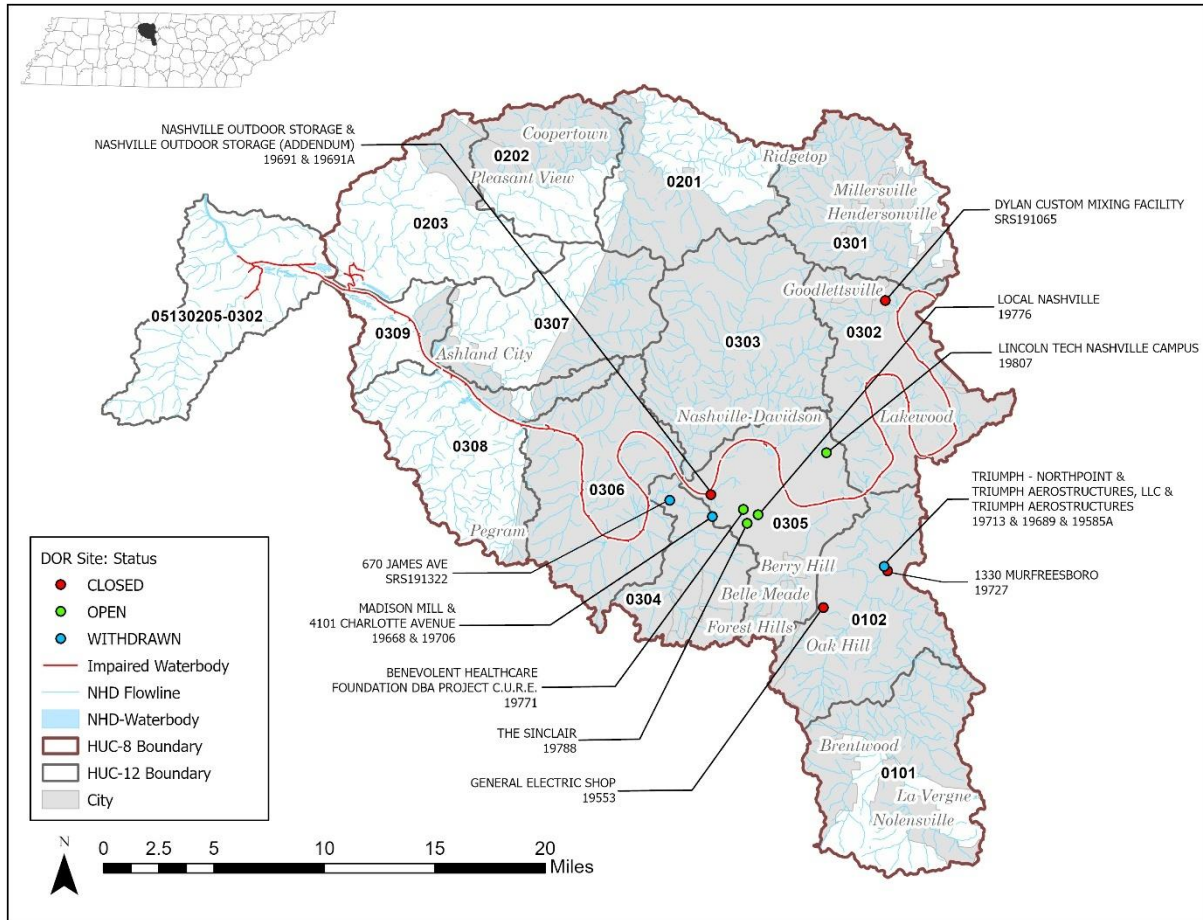 NASHVILLE OUTDOOR STORAGE &
NASHVILLE OUTDOOR STORAGE (ADDENDUM)
19691 & 19691A
Coopertown
0202
Pleasant View
0201
Ridgetop
Millersville
Hendersonville
0301
DYLAN CUSTOM MIXING FACILITY
SRS191065
0203
Goodlettsville
0302
LOCAL NASHVILLE
19776
05130205-0302
0309
0307
0303
Ashland City
LINCOLN TECH NASHVILLE CAMPUS
19807
Nashville-Davidson
Lakewood
0308
0306
TRIUMPH - NORTHPOINT &
TRIUMPH AEROSTRUCTURES, LLC &
TRIUMPH AEROSTRUCTURES
19713 & 19689 & 19585A
0305
Pegram
670 JAMES AVE
SRS191322
Berry Hill
1330 MURFREESBORO
19727
0304
Belle Meade
MADISON MILL &
4101 CHARLOTTE AVENUE
19668 & 19706
Forest Hills
0102
Oak Hill
BENEVOLENT HEALTHCARE
FOUNDATION DBA PROJECT C.U.R.E.
19771
THE SINCLAIR
19788
GENERAL ELECTRIC SHOP
19553
Brentwood
0101
La Vergne
Nolensville
DOR Site: Status
CLOSED
OPEN
WITHDRAWN
Impaired Waterbody
NHD Flowline
NHD-Waterbody
HUC-8 Boundary
HUC-12 Boundary
City
N
0 2.5 5 10 15 20
Miles